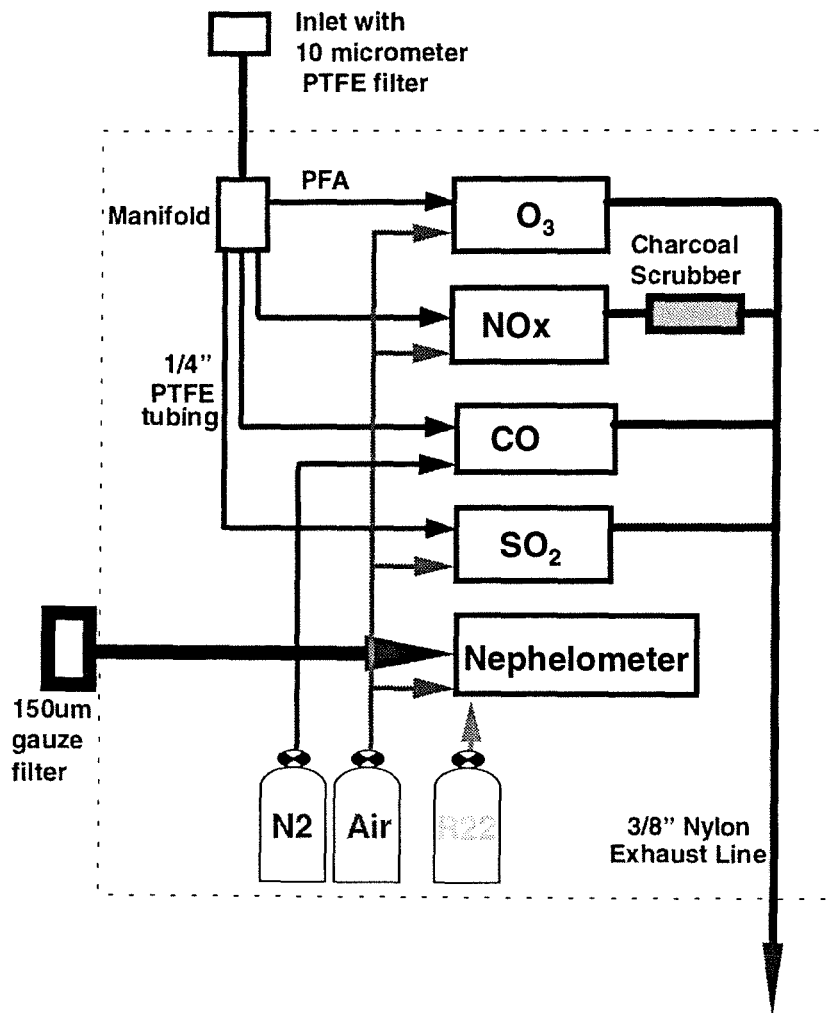 Inlet with
10 micrometer
PTFE filter
PFA
Manifold
O3
Charcoal
Scrubber
NOx
1/4”
PTFE
tubing
CO
SO2
Nephelometer
150um
gauze
filter
N2
Air
R22
3/8” Nylon
Exhaust Line